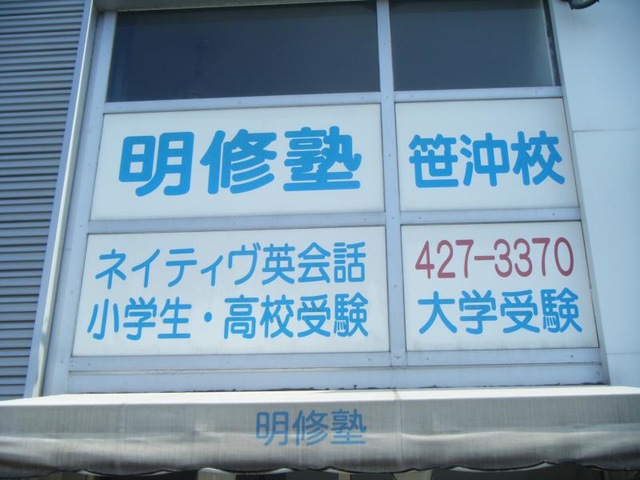 明修塾 笹沖校
ネイティヴ英会話 427-3370
小学生・高校受験 大学受験
明修塾